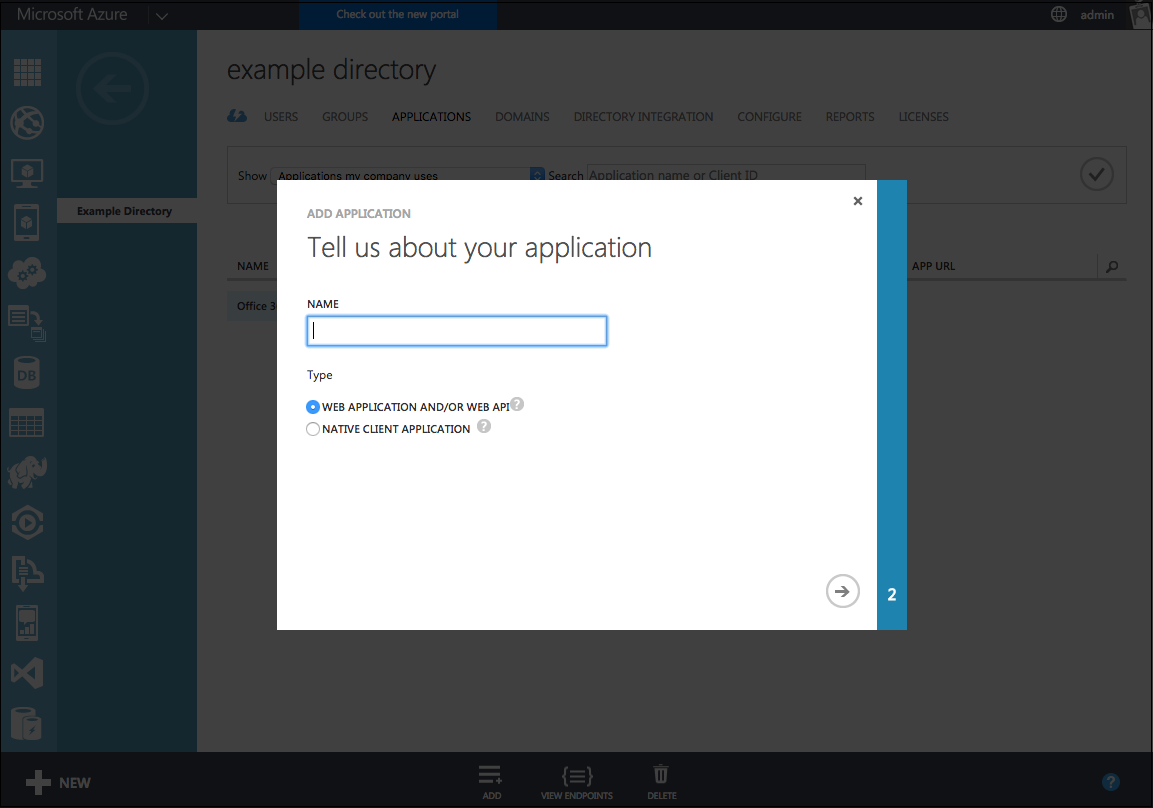 Microsoft Azure
Check out the new portal
admin
example directory
USERS GROUPS APPLICATIONS DOMAINS DIRECTORY INTEGRATION CONFIGURE REPORTS LICENSES
Show Applications my company uses Search Application name or Client ID
Example Directory
ADD APPLICATION
Tell us about your application
NAME APP URL
Office 3
NAME
Type
WEB APPLICATION AND/OR WEB API ?
NATIVE CLIENT APPLICATION ?
DB
2
NEW
ADD VIEW ENDPOINTS DELETE
?